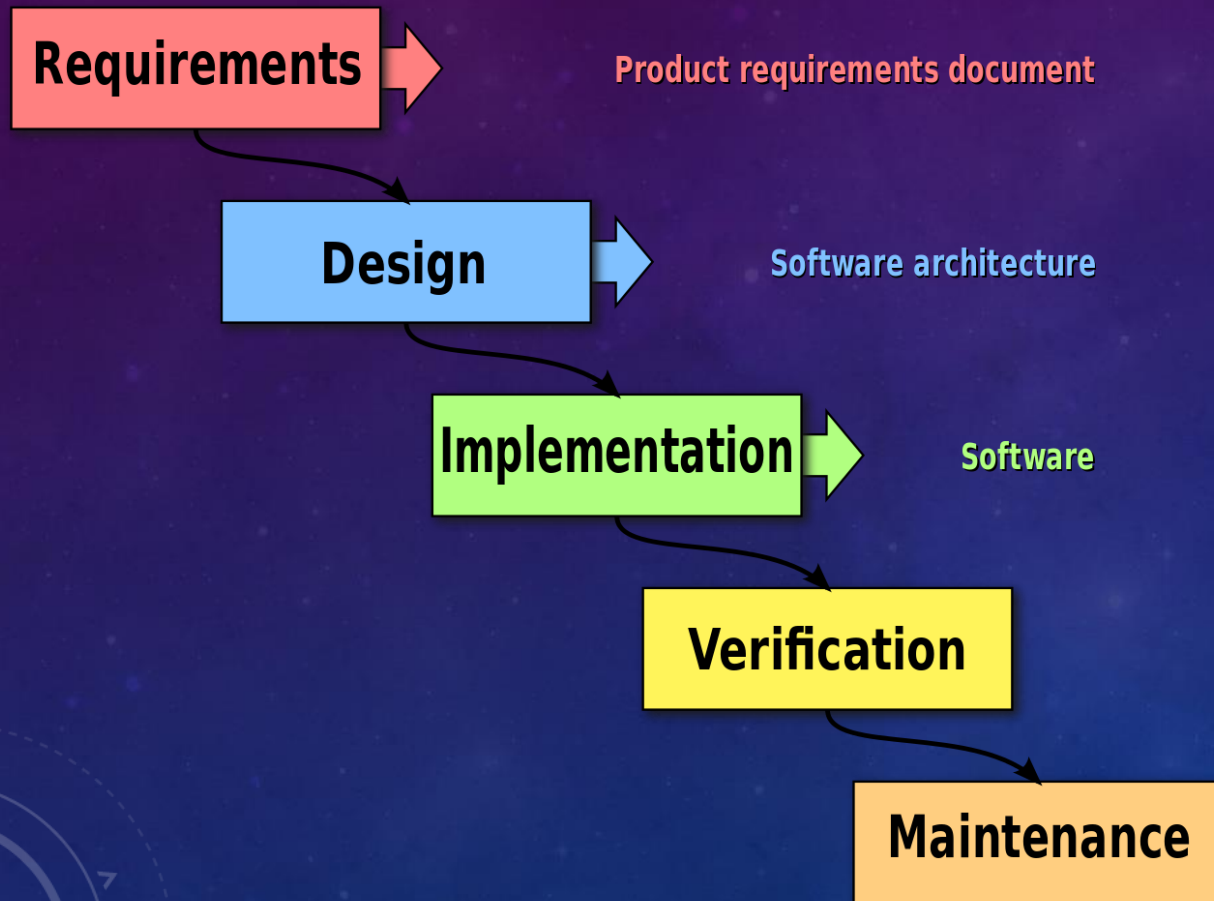 Requirements
Product requirements document
Design
Software architecture
Implementation
Software
Verification
Maintenance